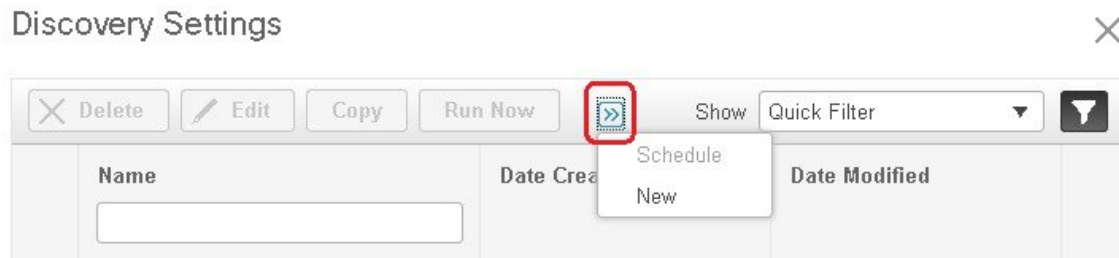 Discovery Settings
Delete Edit Copy Run Now Show Quick Filter
Schedule
Name Date Crea Date Modified
New